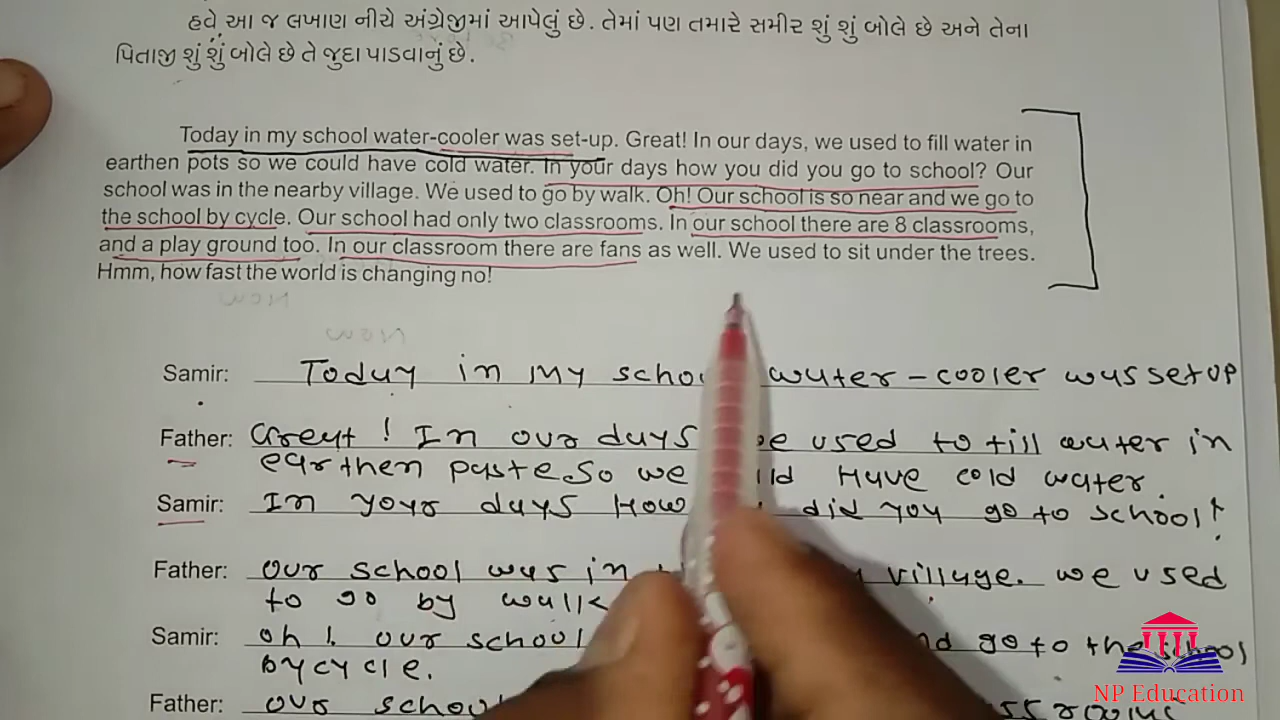 હવે આ જ લખાણ નીચે અંગ્રેજીમાં આપેલું છે. તેમાં પણ તમારે સમીર શું શું બોલે છે અને તેના
પિતાજી શું શું બોલે છે તે જુદા પાડવાનું છે.
Today in my school water-cooler was set-up. Great! In our days, we used to fill water in
earthen pots so we could have cold water. In your days how you did you go to school? Our
school was in the nearby village. We used to go by walk. Oh! Our school is so near and we go to
the school by cycle. Our school had only two classrooms. In our school there are 8 classrooms,
and a play ground too. In our classroom there are fans as well. We used to sit under the trees.
Hmm, how fast the world is changing no!
Samir: Today in my water-cooler was set up
Father: Great! In our days used to till water in
earthen so we Have cold water.
Samir: In your days How did you go to school?
Father: our school was in village. we used
to go by walk
Samir: oh! our school go to the school
by cycle.
Father: our
NP Education